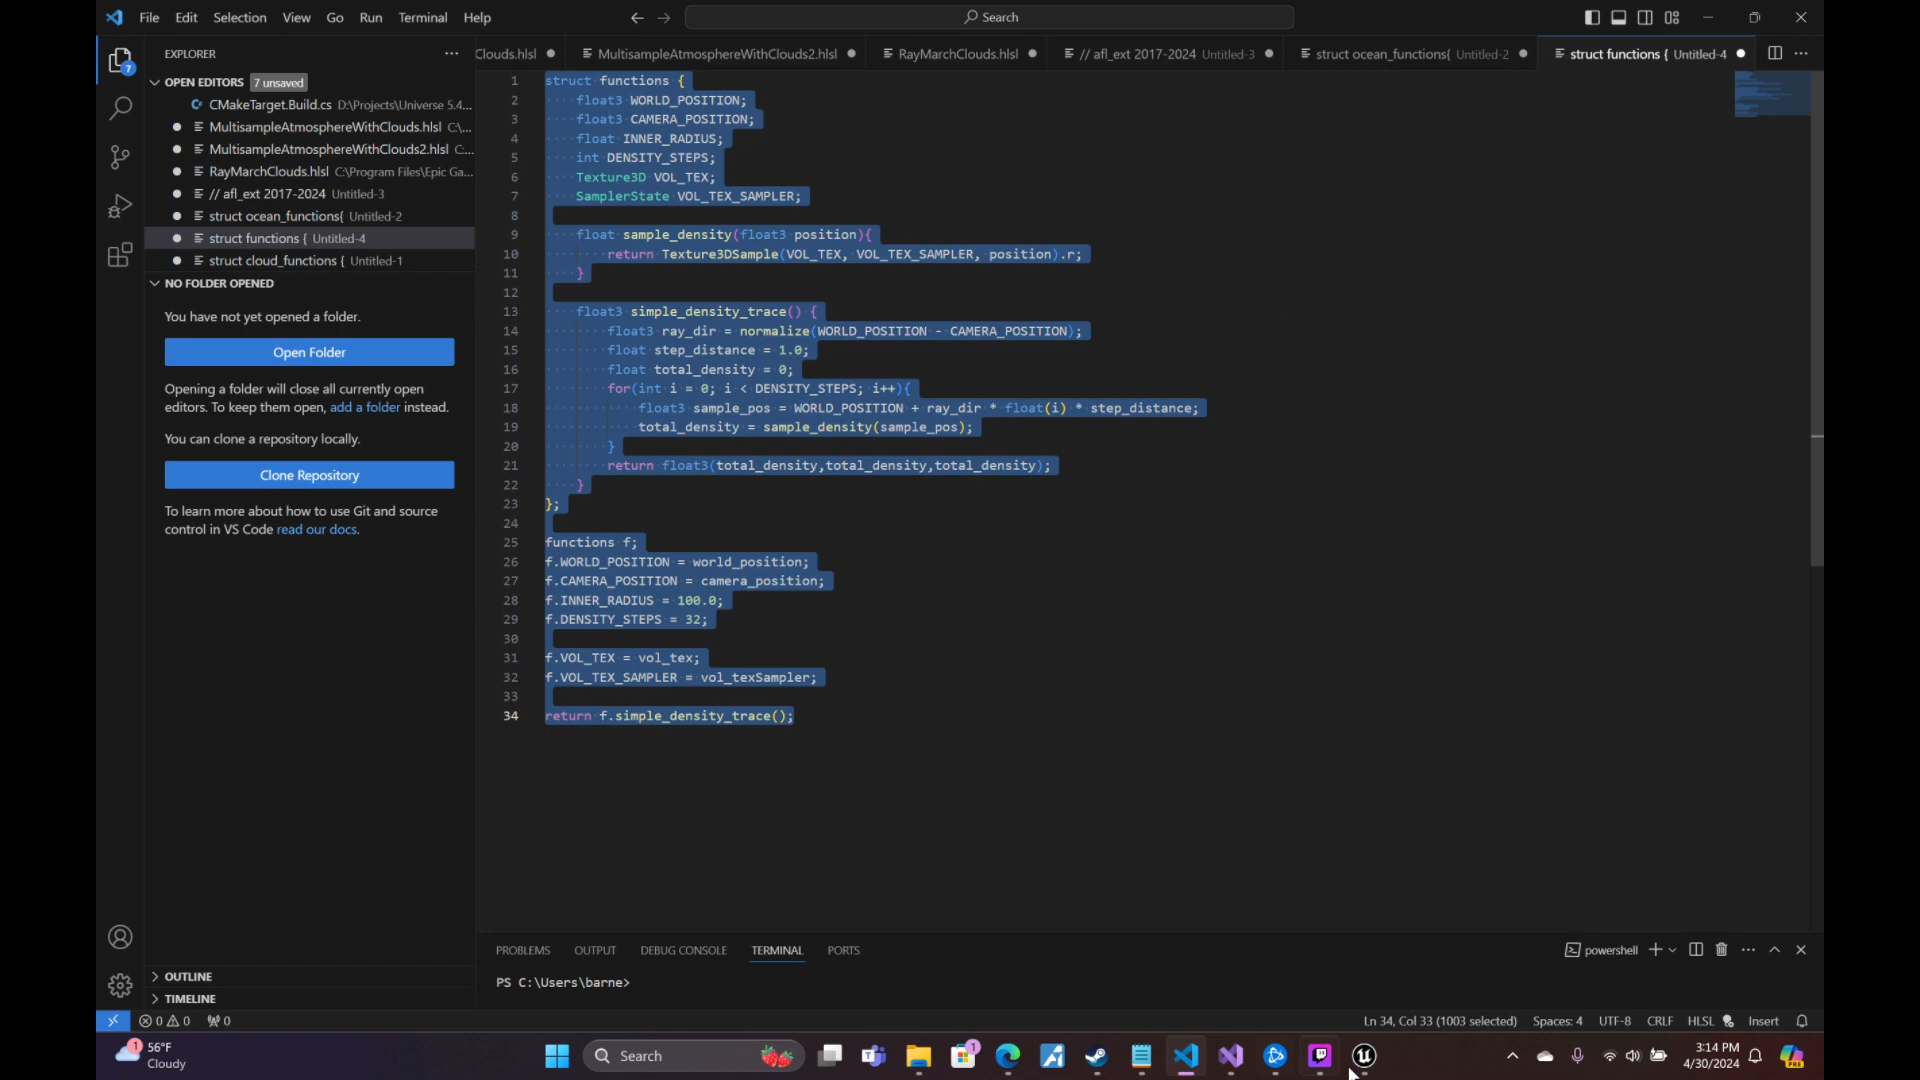 File Edit Selection View Go Run Terminal Help
Search
EXPLORER
OPEN EDITORS 7 unsaved
CMakeTarget.Build.cs D:\Projects\Universe 5.4...
MultisampleAtmosphereWithClouds.hlsl C:\...
MultisampleAtmosphereWithClouds2.hlsl C:...
RayMarchClouds.hlsl C:\Program Files\Epic Ga...
// afl_ext 2017-2024 Untitled-3
struct ocean_functions{ Untitled-2
struct functions { Untitled-4
struct cloud_functions { Untitled-1
NO FOLDER OPENED
You have not yet opened a folder.
Open Folder
Opening a folder will close all currently open
editors. To keep them open, add a folder instead.
You can clone a repository locally.
Clone Repository
To learn more about how to use Git and source
control in VS Code read our docs.
OUTLINE
TIMELINE
7
Clouds.hlsl MultisampleAtmosphereWithClouds2.hlsl RayMarchClouds.hlsl // afl_ext 2017-2024 Untitled-3 struct ocean_functions{ Untitled-2 struct functions { Untitled-4
1 struct functions {
2 float3 WORLD_POSITION;
3 float3 CAMERA_POSITION;
4 float INNER_RADIUS;
5 int DENSITY_STEPS;
6 Texture3D VOL_TEX;
7 SamplerState VOL_TEX_SAMPLER;
8
9 float sample_density(float3 position){
10 return Texture3DSample(VOL_TEX, VOL_TEX_SAMPLER, position).r;
11 }
12
13 float3 simple_density_trace() {
14 float3 ray_dir = normalize(WORLD_POSITION - CAMERA_POSITION);
15 float step_distance = 1.0;
16 float total_density = 0;
17 for(int i = 0; i < DENSITY_STEPS; i++){
18 float3 sample_pos = WORLD_POSITION + ray_dir * float(i) * step_distance;
19 total_density = sample_density(sample_pos);
20 }
21 return float3(total_density,total_density,total_density);
22 }
23 };
24
25 functions f;
26 f.WORLD_POSITION = world_position;
27 f.CAMERA_POSITION = camera_position;
28 f.INNER_RADIUS = 100.0;
29 f.DENSITY_STEPS = 32;
30
31 f.VOL_TEX = vol_tex;
32 f.VOL_TEX_SAMPLER = vol_texSampler;
33
34 return f.simple_density_trace();
PROBLEMS OUTPUT DEBUG CONSOLE TERMINAL PORTS
powershell
PS C:\Users\barne>
0 0 0
Ln 34, Col 33 (1003 selected) Spaces: 4 UTF-8 CRLF HLSL Insert
1 56°F
Cloudy
Search
1
3:14 PM
4/30/2024
PRE